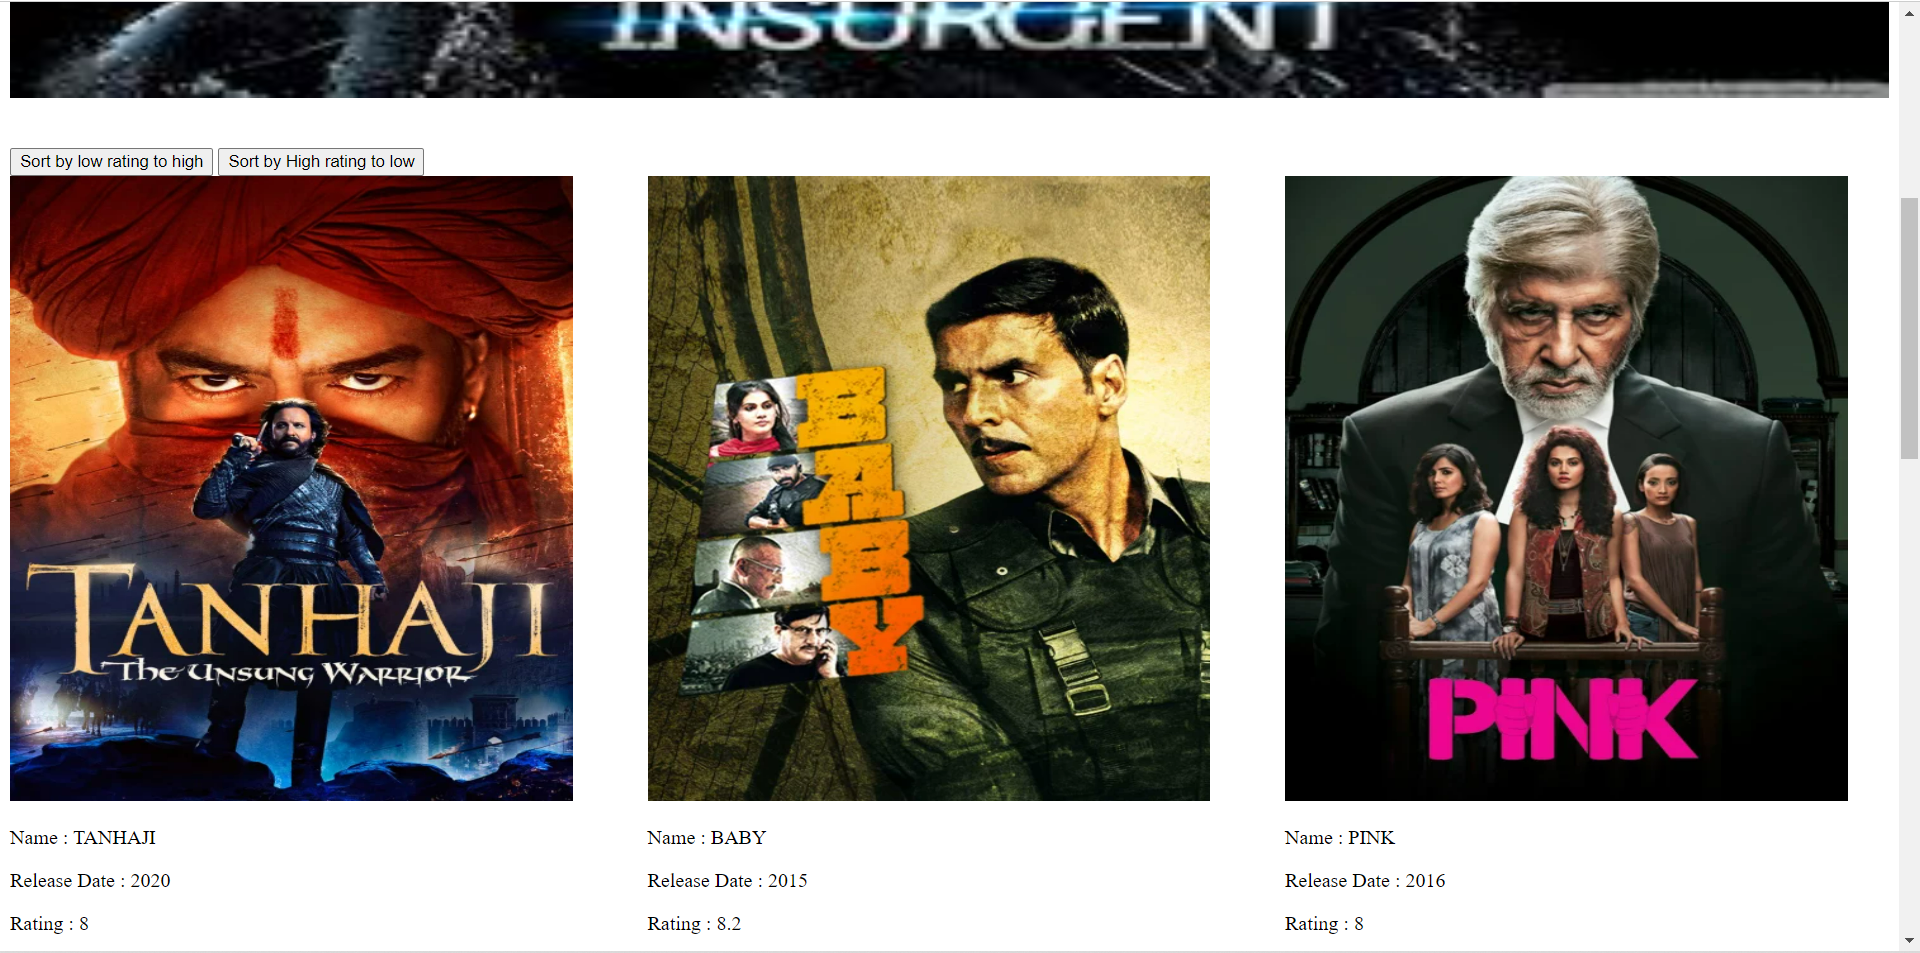 INSURGENT
Sort by low rating to high Sort by High rating to low
TANHAJI
The Unsung Warrior
BABY
PINK
Name : TANHAJI
Release Date : 2020
Rating : 8
Name : BABY
Release Date : 2015
Rating : 8.2
Name : PINK
Release Date : 2016
Rating : 8